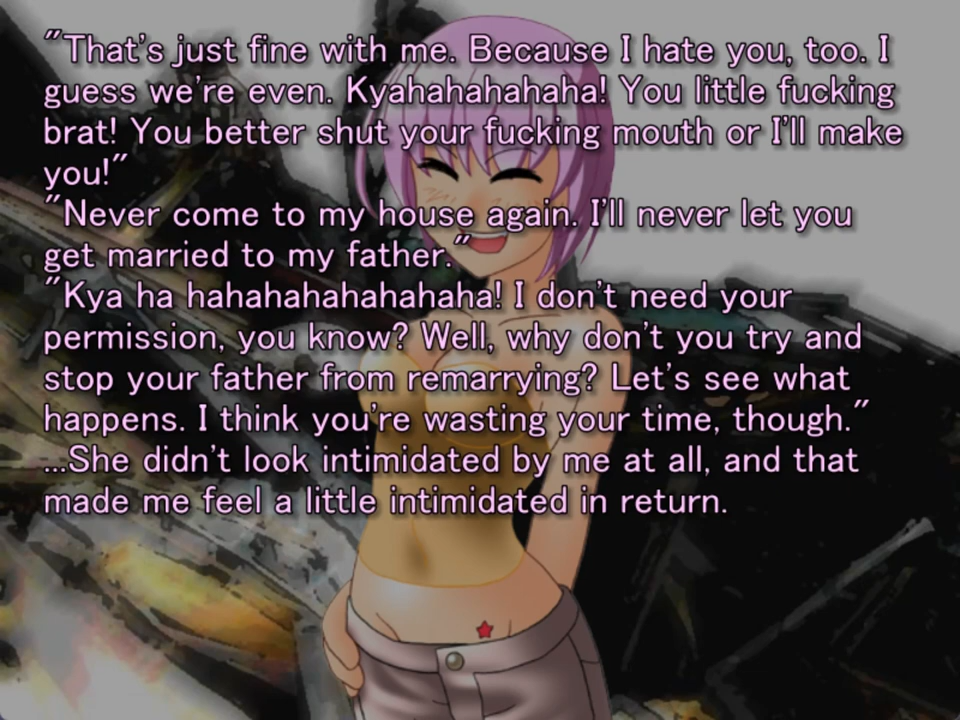 "That's just fine with me. Because I hate you, too. I
guess we're even. Kyahahahahaha! You little fucking
brat! You better shut your fucking mouth or I'll make
you!"
"Never come to my house again. I'll never let you
get married to my father."
"Kya ha hahahahahahaha! I don't need your
permission, you know? Well, why don't you try and
stop your father from remarrying? Let's see what
happens. I think you're wasting your time, though."
...She didn't look intimidated by me at all, and that
made me feel a little intimidated in return.